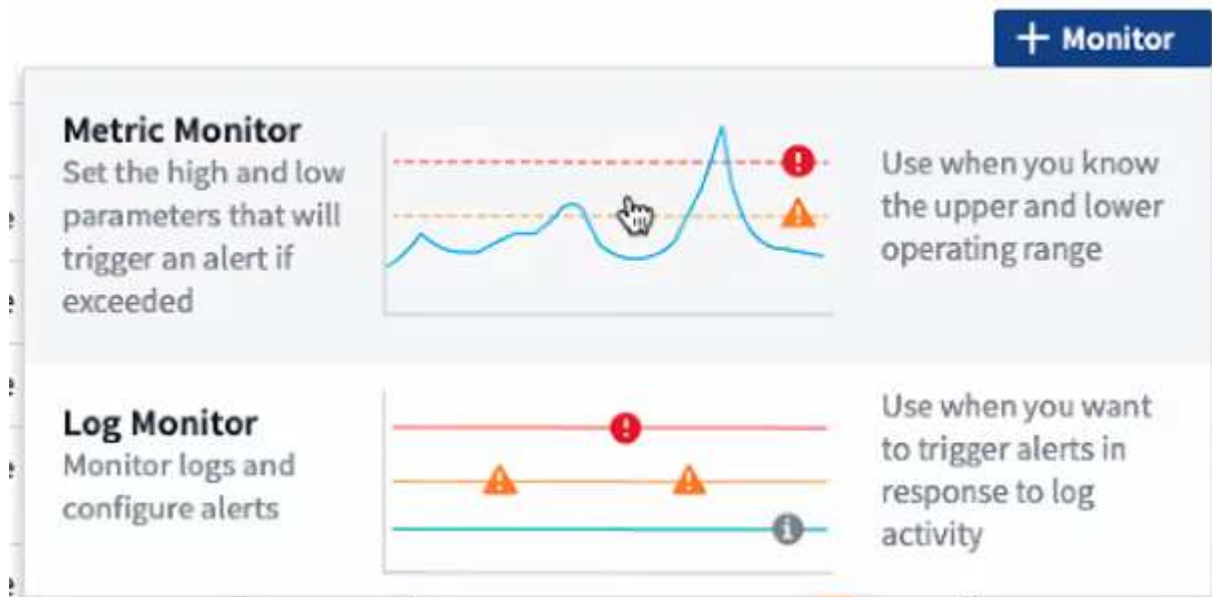 + Monitor
Metric Monitor
Set the high and low
parameters that will
trigger an alert if
exceeded
Use when you know
the upper and lower
operating range
Log Monitor
Monitor logs and
configure alerts
Use when you want
to trigger alerts in
response to log
activity